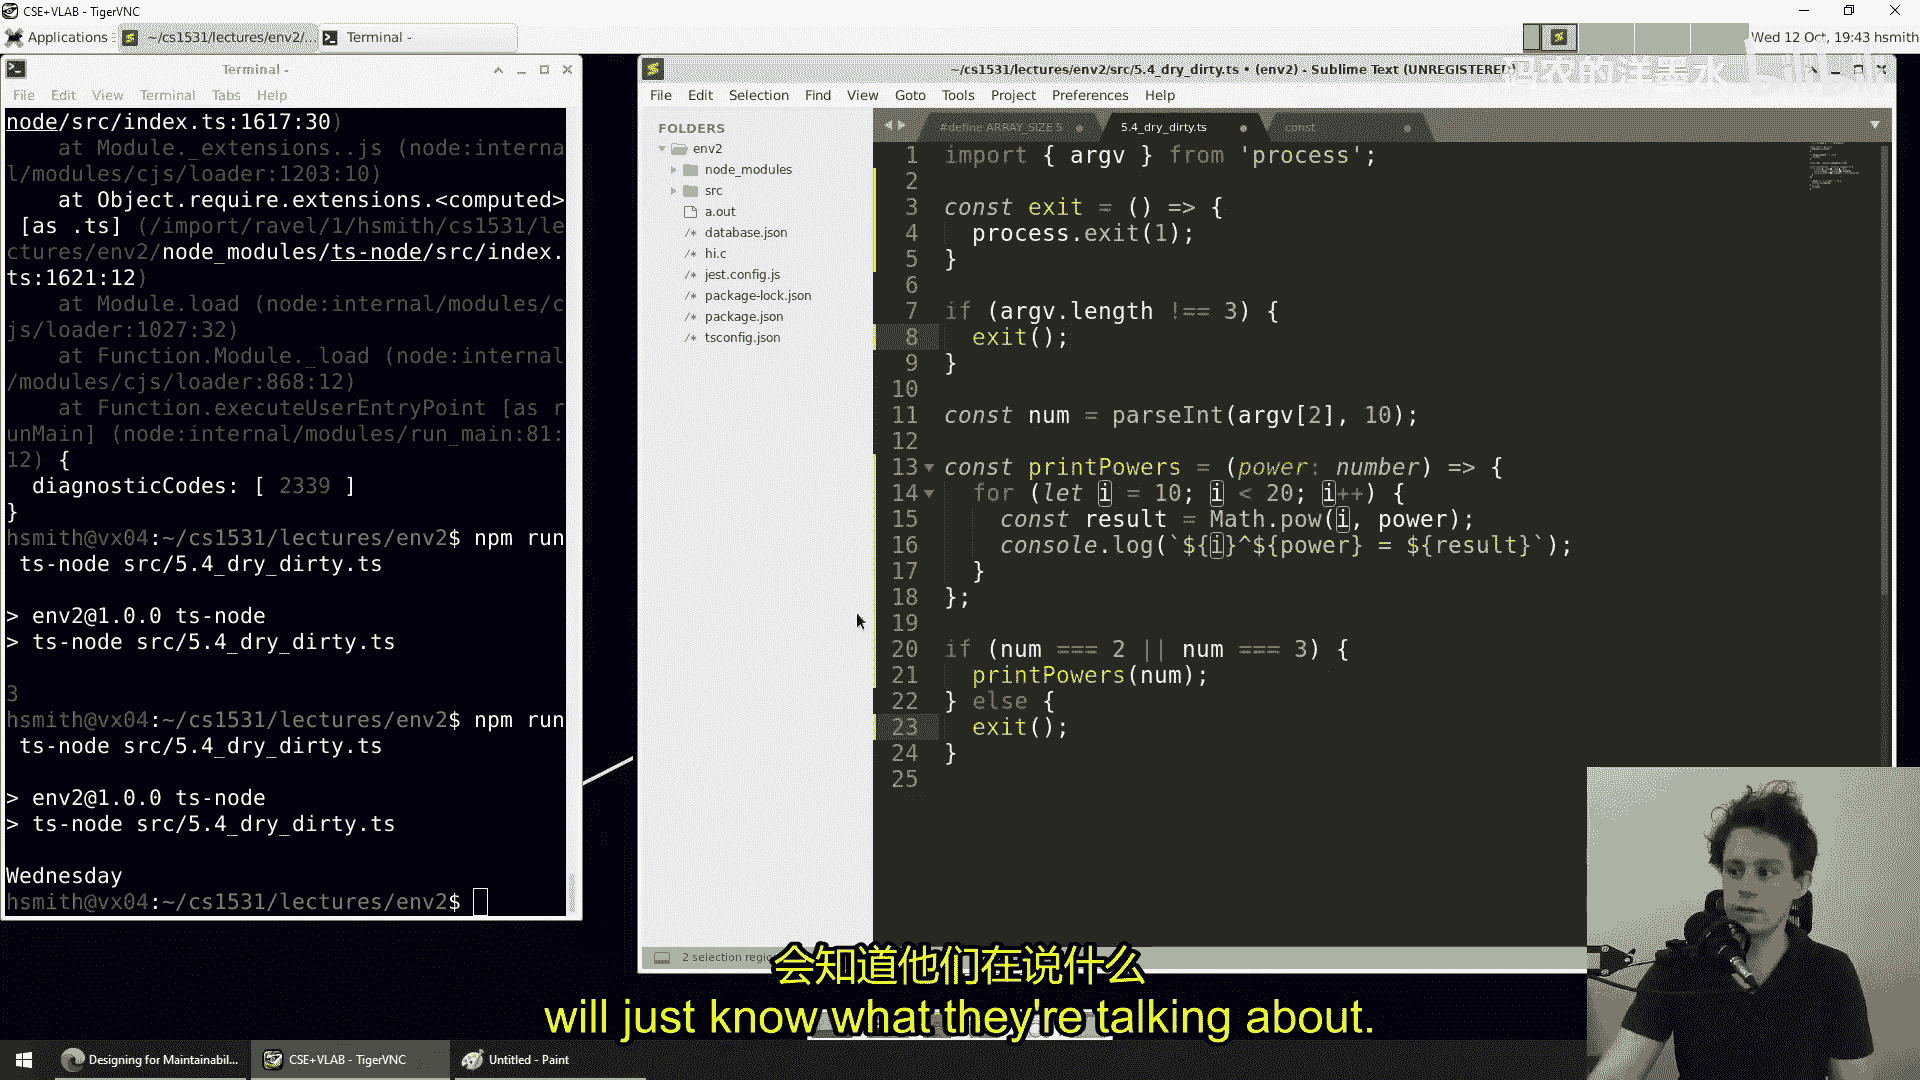 CSE+VLAB - TigerVNC
Applications
~/cs1531/lectures/env2/...
Terminal -
Wed 12 Oct, 19:43 hsmith
Terminal -
File Edit View Terminal Tabs Help
node/src/index.ts:1617:30)
at Module._extensions..js (node:interna
l/modules/cjs/loader:1203:10)
at Object.require.extensions.<computed>
[as .ts] (/import/ravel/1/hsmith/cs1531/le
ctures/env2/node_modules/ts-node/src/index.
ts:1621:12)
at Module.load (node:internal/modules/c
js/loader:1027:32)
at Function.Module._load (node:internal
/modules/cjs/loader:868:12)
at Function.executeUserEntryPoint [as r
unMain] (node:internal/modules/run_main:81:
12) {
diagnosticCodes: [ 2339 ]
}
hsmith@vx04:~/cs1531/lectures/env2$ npm run
ts-node src/5.4_dry_dirty.ts
> env2@1.0.0 ts-node
> ts-node src/5.4_dry_dirty.ts
3
hsmith@vx04:~/cs1531/lectures/env2$ npm run
ts-node src/5.4_dry_dirty.ts
> env2@1.0.0 ts-node
> ts-node src/5.4_dry_dirty.ts
Wednesday
hsmith@vx04:~/cs1531/lectures/env2$
~/cs1531/lectures/env2/src/5.4_dry_dirty.ts • (env2) - Sublime Text (UNREGISTERED)
码农的洋墨水 bilibili
File Edit Selection Find View Goto Tools Project Preferences Help
FOLDERS
env2
node_modules
src
a.out
/* database.json
/* hi.c
/* jest.config.js
/* package-lock.json
/* package.json
/* tsconfig.json
#define ARRAY_SIZE 5
5.4_dry_dirty.ts
const
1 import { argv } from 'process';
2
3 const exit = () => {
4 process.exit(1);
5 }
6
7 if (argv.length !== 3) {
8 exit();
9 }
10
11 const num = parseInt(argv[2], 10);
12
13 const printPowers = (power: number) => {
14 for (let i = 10; i < 20; i++) {
15 const result = Math.pow(i, power);
16 console.log(`${i}^${power} = ${result}`);
17 }
18 };
19
20 if (num === 2 || num === 3) {
21 printPowers(num);
22 } else {
23 exit();
24 }
25
2 selection regio
会知道他们在说什么
will just know what they're talking about.
Designing for Maintainabil...
CSE+VLAB - TigerVNC
Untitled - Paint